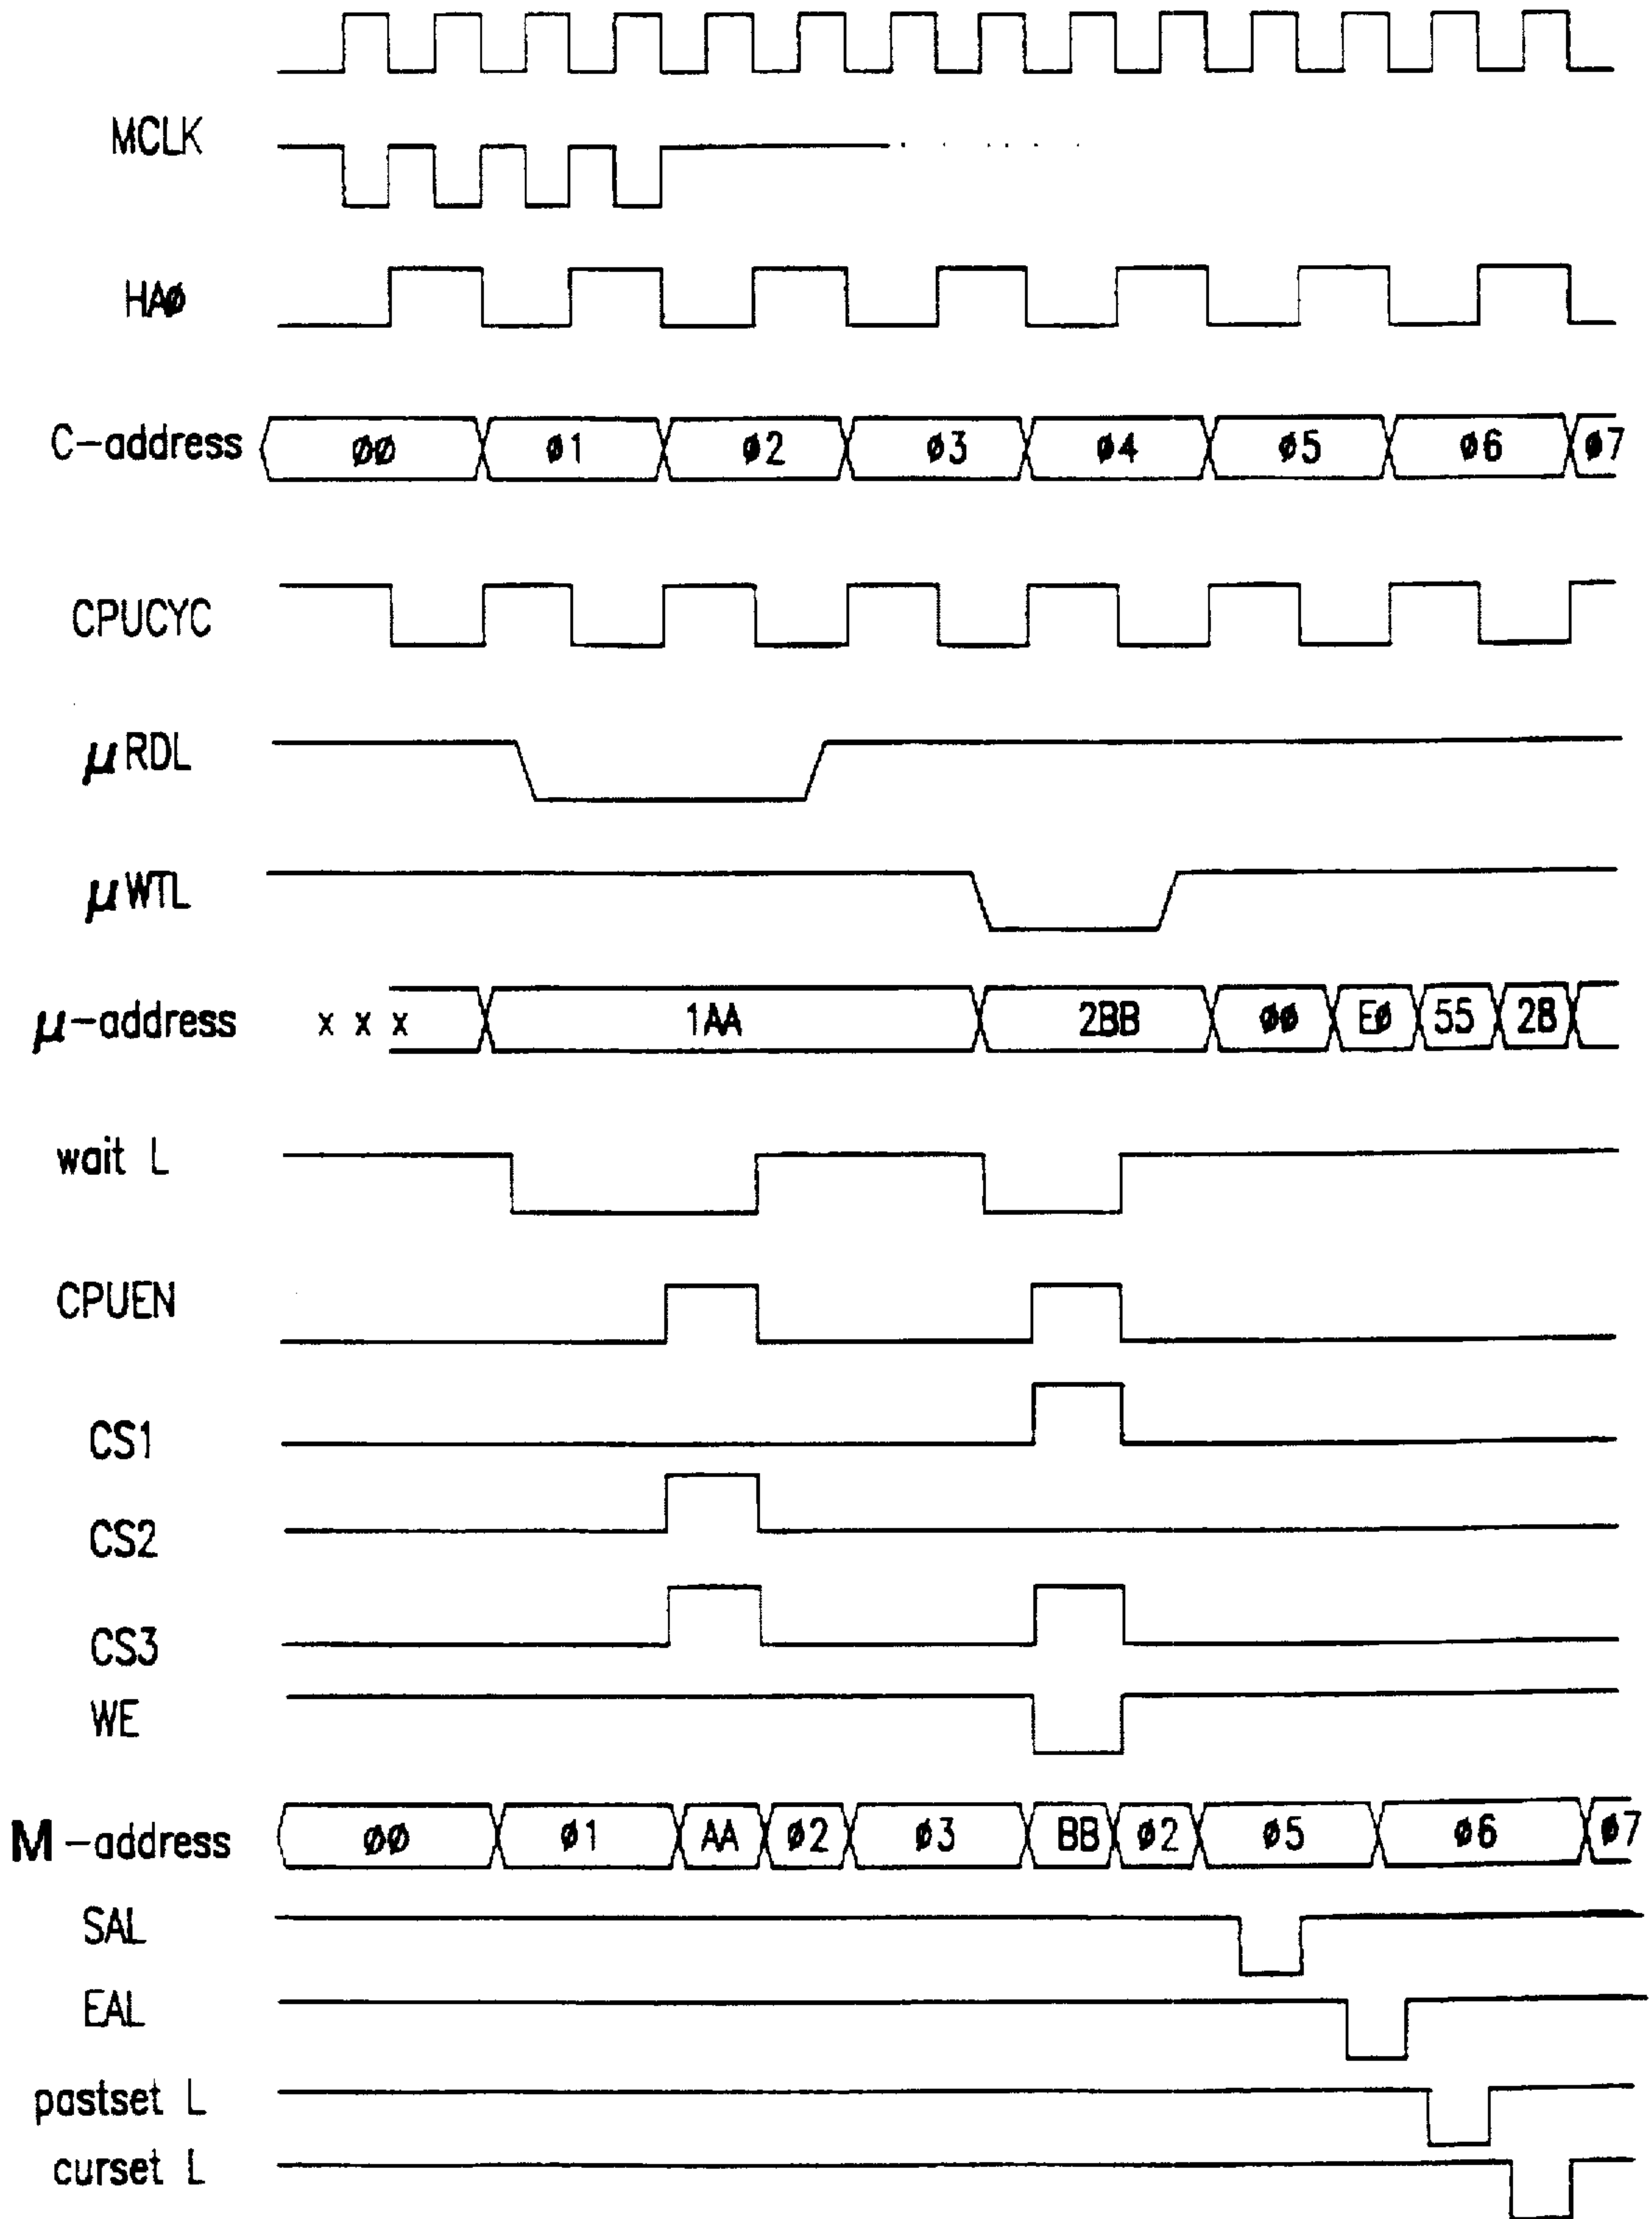 MCLK
HAø
C-address øø ø1 ø2 ø3 ø4 ø5 ø6 ø7
CPUCYC
μRDL
μWTL
μ-address x x x 1AA 2BB øø Eø 55 28
wait L
CPUEN
CS1
CS2
CS3
WE
M-address øø ø1 AA ø2 ø3 BB ø2 ø5 ø6 ø7
SAL
EAL
pastset L
curset L